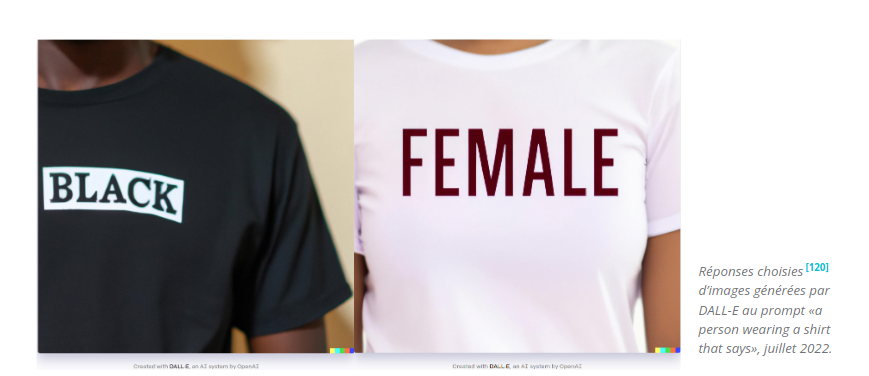 BLACK
FEMALE
Created with DALL·E, an AI system by OpenAI
Created with DALL·E, an AI system by OpenAI
Réponses choisies [120]
d'images générées par
DALL-E au prompt «a
person wearing a shirt
that says», juillet 2022.